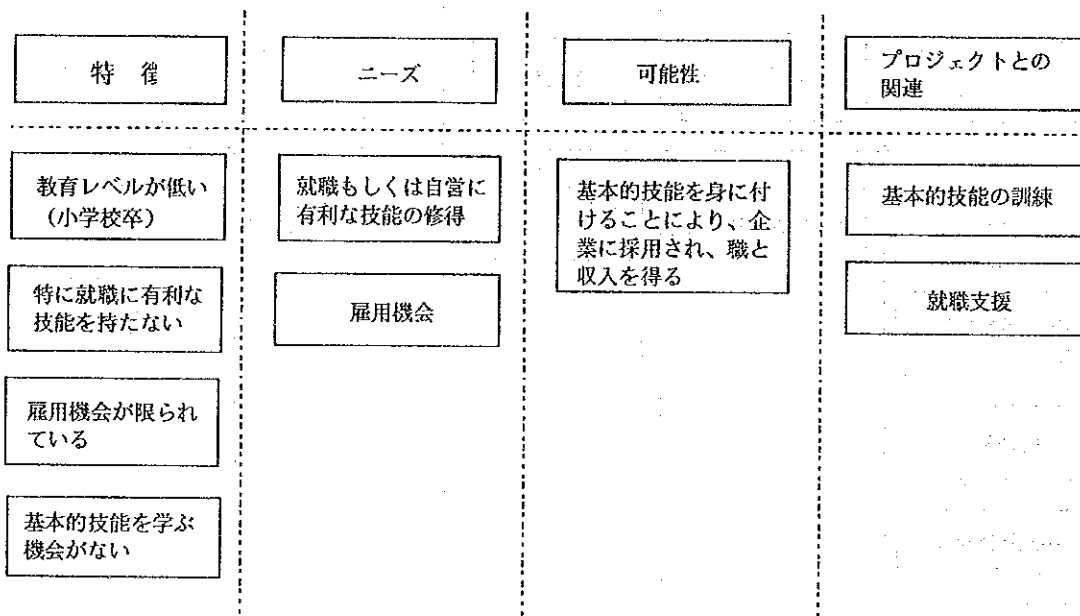 特徴
ニーズ
可能性
プロジェクトとの
関連
教育レベルが低い
(小学校卒)
特に就職に有利な
技能を持たない
雇用機会が限られ
ている
基本的技能を学ぶ
機会がない
就職もしくは自営に
有利な技能の修得
雇用機会
基本的技能を身に付
けることにより、企
業に採用され、職と
収入を得る
基本的技能の訓練
就職支援